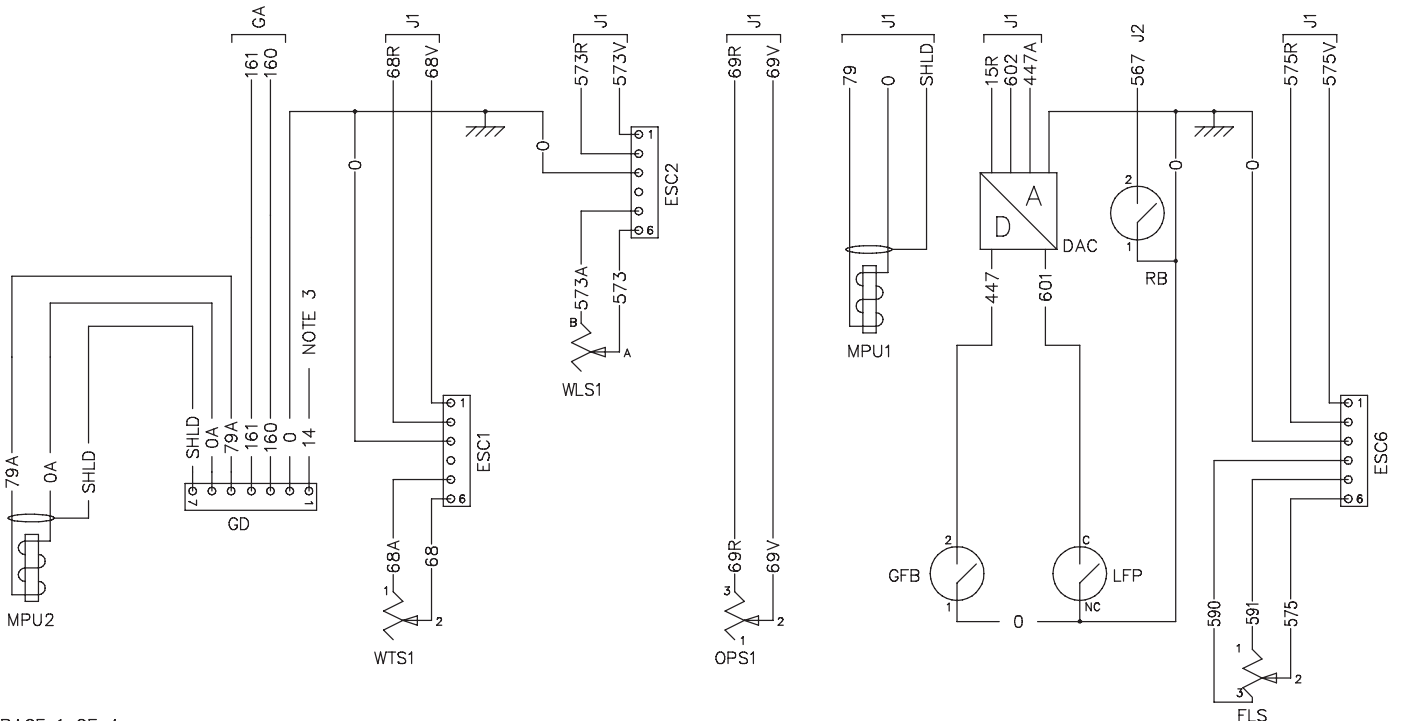 GA
J1
J1
J1
J1
J1
J2
J1
161
160
68R
68V
573R
573V
69R
69V
79
0
SHLD
15R
602
447A
567
575R
575V
0
0
0
0
1
6
ESC2
2
1
RB
A
D
DAC
447
601
573A
573
B
A
WLS1
MPU1
NOTE 3
79A
0A
SHLD
SHLD
0A
79A
161
160
0
14
7
1
GD
MPU2
1
6
ESC1
68A
68
1
2
WTS1
69R
69V
3
2
1
OPS1
2
GFB
1
C
LFP
NC
0
1
6
ESC6
590
591
575
1
2
3